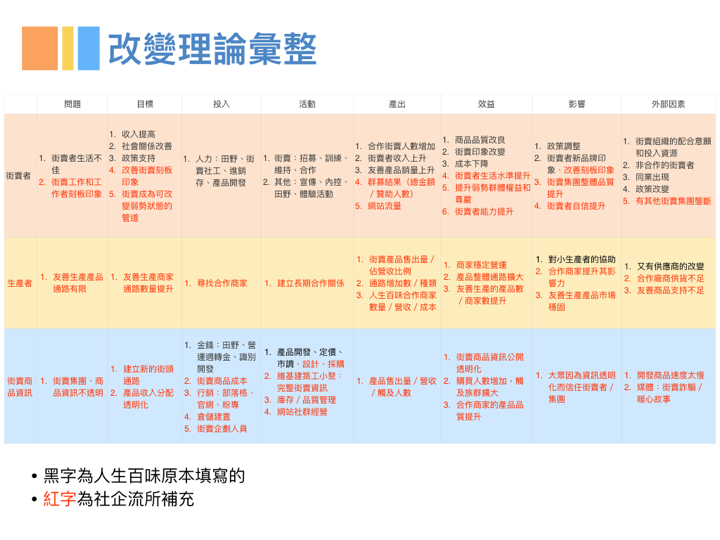 改變理論彙整
問題 目標 投入 活動 產出 效益 影響 外部因素
街賣者
1. 街賣者生活不
佳
2. 街賣工作和工
作者刻板印象
1. 收入提高
2. 社會關係改善
3. 政策支持
4. 改善街賣刻板
印象
5. 街賣成為可改
變弱勢狀態的
管道
1. 人力：田野、街
賣社工、進銷
存、產品開發
1. 街賣：招募、訓練、
維持、合作
2. 其他：宣傳、內控、
田野、體驗活動
1. 合作街賣人數增加
2. 街賣者收入上升
3. 友善產品銷量上升
4. 群募結果（總金額
／贊助人數）
5. 網站流量
1. 商品品質改良
2. 街賣印象改變
3. 成本下降
4. 街賣者生活水準提升
5. 提升弱勢群體權益和
尊嚴
6. 街賣者能力提升
1. 政策調整
2. 街賣者新品牌印
象、改善刻板印象
3. 街賣集團整體品質
提升
4. 街賣者自信提升
1. 街賣組織的配合意願
和投入資源
2. 非合作的街賣者
3. 同業出現
4. 政策改變
5. 有其他街賣集團壟斷
生產者
1. 友善生產產品
通路有限
1. 友善生產商家
通路數量提升
1. 尋找合作商家
1. 建立長期合作關係
1. 街賣產品售出量／
佔營收比例
2. 通路增加數／種類
3. 人生百味合作商家
數量／營收／成本
1. 商家穩定營運
2. 產品整體通路擴大
3. 友善生產的產品數
／商家數提升
1. 對小生產者的協助
2. 合作商家提升其影
響力
3. 友善生產產品市場
穩固
1. 又有供應商的改變
2. 合作廠商供貨不足
3. 友善商品支持不足
街賣商
品資訊
1. 街賣集團、商
品資訊不透明
1. 建立新的街頭
通路
2. 產品收入分配
透明化
1. 金錢：田野、營
運週轉金、識別
開發
2. 街賣商品成本
3. 行銷：部落格、
官網、粉專
4. 倉儲建置
5. 街賣企劃人員
1. 產品開發、定價、
市調、設計、採購
2. 維基建築工小聚：
完整街賣資訊
3. 庫存／品質管理
4. 網站社群經營
1. 產品售出量／營收
／觸及人數
1. 街賣商品資訊公開
透明化
2. 購買人數增加，觸
及族群擴大
3. 合作商家的產品品
質提升
1. 大眾因為資訊透明
化而信任街賣者／
集團
1. 開發商品速度太慢
2. 媒體：街賣詐騙／
暖心故事
• 黑字為人生百味原本填寫的
• 紅字為社企流所補充